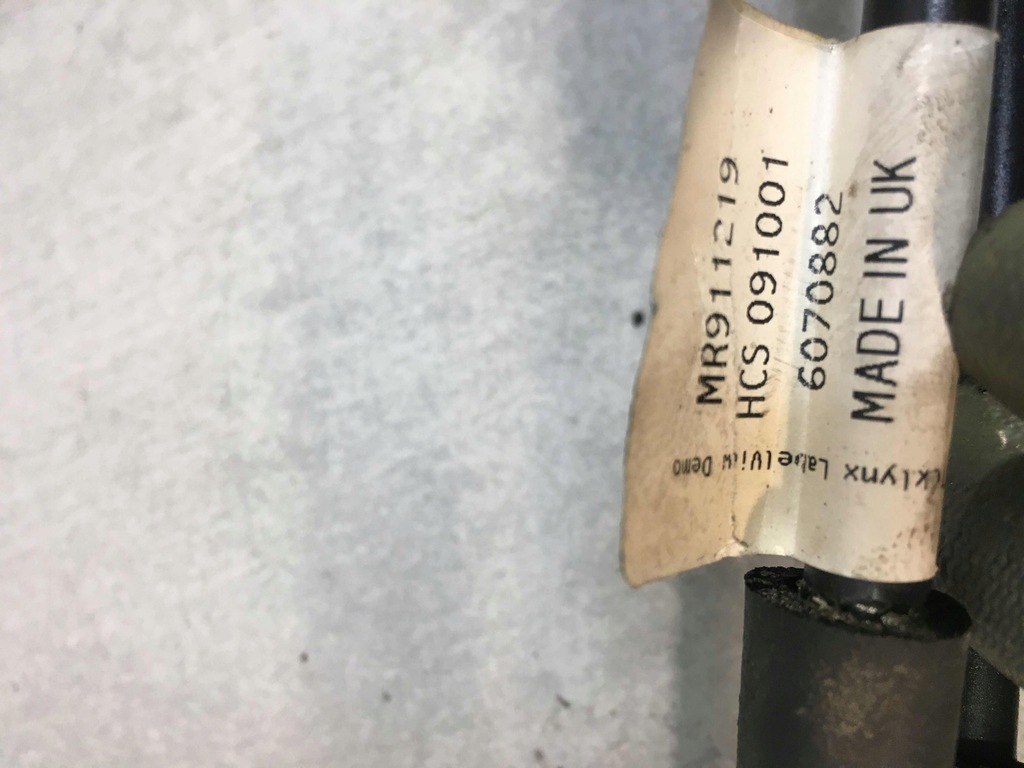 MR911219
HCS 091001
6070882
MADE IN UK
LabelView Demo